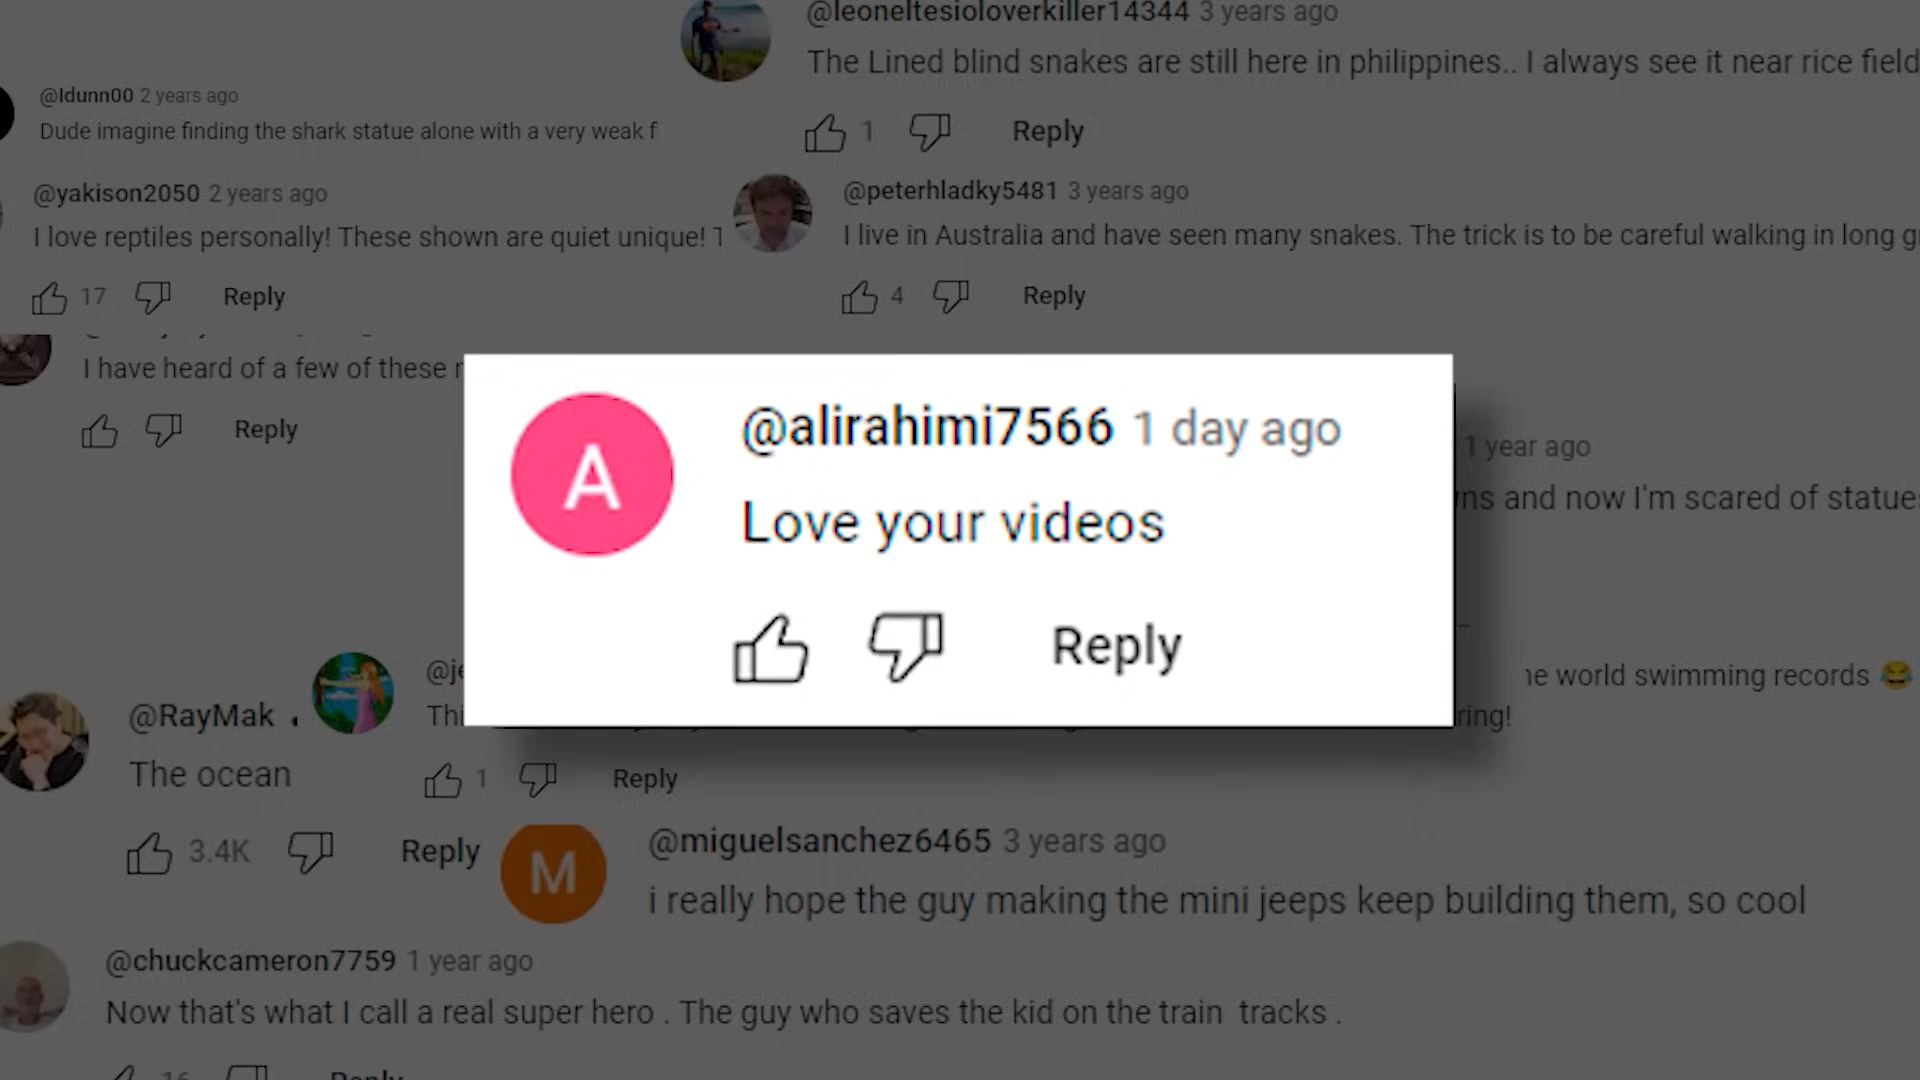 @leoneltesioloverkiller14344 3 years ago
The Lined blind snakes are still here in philippines.. I always see it near rice field
1 Reply
@Idunn00 2 years ago
Dude imagine finding the shark statue alone with a very weak f
@yakison2050 2 years ago
I love reptiles personally! These shown are quiet unique! T
17 Reply
@peterhladky5481 3 years ago
I live in Australia and have seen many snakes. The trick is to be careful walking in long g
4 Reply
I have heard of a few of these
Reply
@alirahimi7566 1 day ago
Love your videos
Reply
1 year ago
and now I'm scared of statue
world swimming records 😂
@je
Thi
ring!
1 Reply
@RayMak
The ocean
3.4K Reply
@miguelsanchez6465 3 years ago
i really hope the guy making the mini jeeps keep building them, so cool
@chuckcameron7759 1 year ago
Now that's what I call a real super hero . The guy who saves the kid on the train tracks .
16 Reply